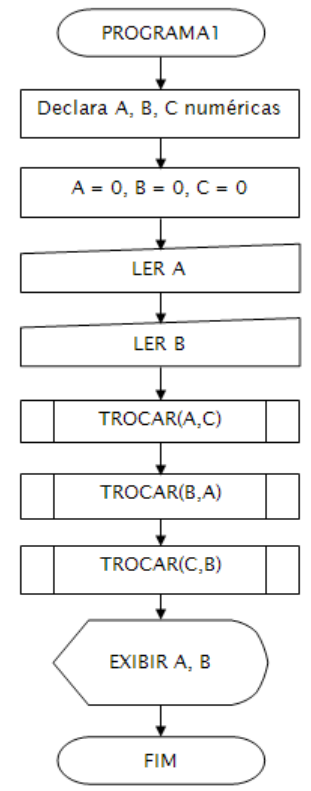 PROGRAMA1
Declara A, B, C numéricas
A = 0, B = 0, C = 0
LER A
LER B
TROCAR(A,C)
TROCAR(B,A)
TROCAR(C,B)
EXIBIR A, B
FIM